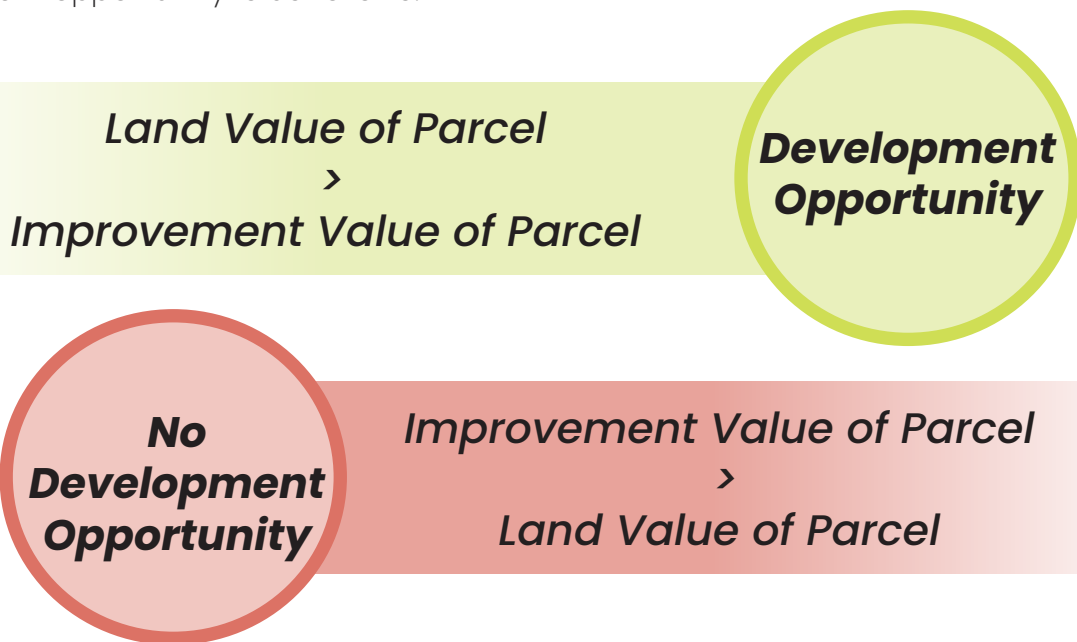 Land Value of Parcel
>
Improvement Value of Parcel
Development
Opportunity
No
Development
Opportunity
Improvement Value of Parcel
>
Land Value of Parcel